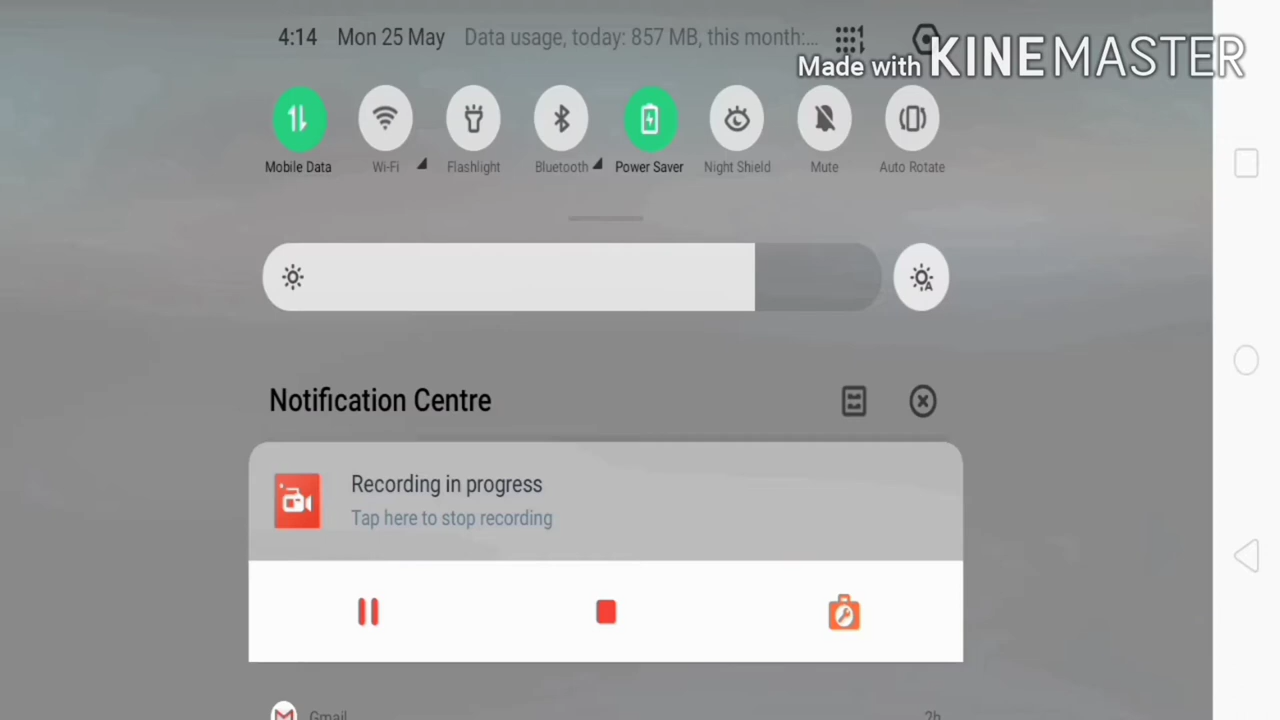 4:14 Mon 25 May Data usage, today: 857 MB, this month:...
Made with KINEMASTER
Mobile Data Wi-Fi Flashlight Bluetooth Power Saver Night Shield Mute Auto Rotate
Notification Centre
Recording in progress
Tap here to stop recording
Gmail 2h